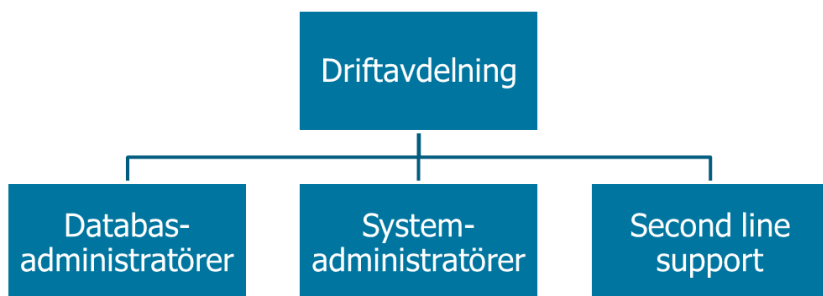 Driftavdelning
Databas-
administratörer
System-
administratörer
Second line
support